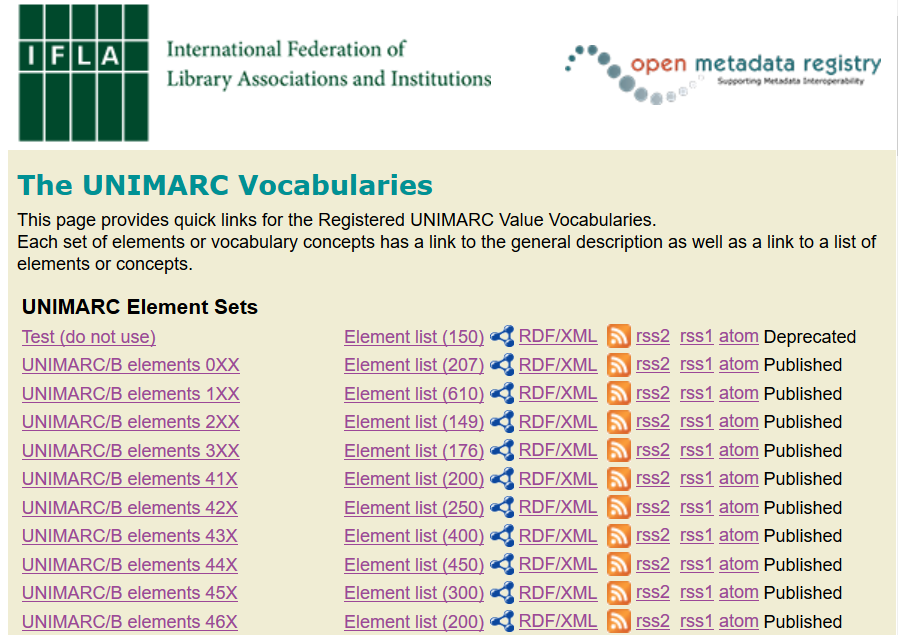 IFLA
International Federation of
Library Associations and Institutions
open metadata registry
Supporting Metadata Interoperability
The UNIMARC Vocabularies
This page provides quick links for the Registered UNIMARC Value Vocabularies.
Each set of elements or vocabulary concepts has a link to the general description as well as a link to a list of
elements or concepts.
UNIMARC Element Sets
Test (do not use) Element list (150) RDF/XML rss2 rss1 atom Deprecated
UNIMARC/B elements 0XX Element list (207) RDF/XML rss2 rss1 atom Published
UNIMARC/B elements 1XX Element list (610) RDF/XML rss2 rss1 atom Published
UNIMARC/B elements 2XX Element list (149) RDF/XML rss2 rss1 atom Published
UNIMARC/B elements 3XX Element list (176) RDF/XML rss2 rss1 atom Published
UNIMARC/B elements 41X Element list (200) RDF/XML rss2 rss1 atom Published
UNIMARC/B elements 42X Element list (250) RDF/XML rss2 rss1 atom Published
UNIMARC/B elements 43X Element list (400) RDF/XML rss2 rss1 atom Published
UNIMARC/B elements 44X Element list (450) RDF/XML rss2 rss1 atom Published
UNIMARC/B elements 45X Element list (300) RDF/XML rss2 rss1 atom Published
UNIMARC/B elements 46X Element list (200) RDF/XML rss2 rss1 atom Published